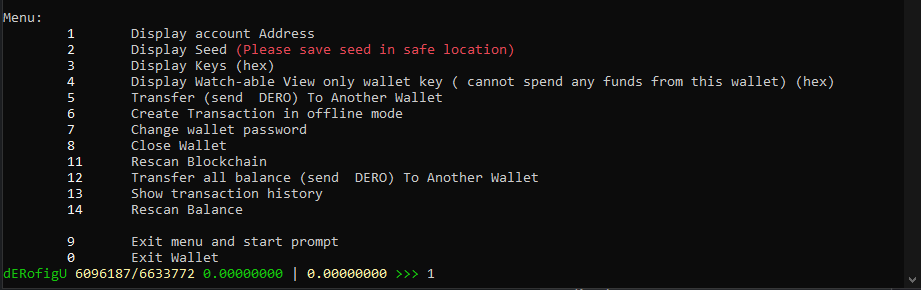 Menu:
1 Display account Address
2 Display Seed (Please save seed in safe location)
3 Display Keys (hex)
4 Display Watch-able View only wallet key ( cannot spend any funds from this wallet) (hex)
5 Transfer (send  DERO) To Another Wallet
6 Create Transaction in offline mode
7 Change wallet password
8 Close Wallet
11 Rescan Blockchain
12 Transfer all balance (send  DERO) To Another Wallet
13 Show transaction history
14 Rescan Balance
9 Exit menu and start prompt
0 Exit Wallet
dERofigU 6096187/6633772 0.00000000 | 0.00000000 >>> 1